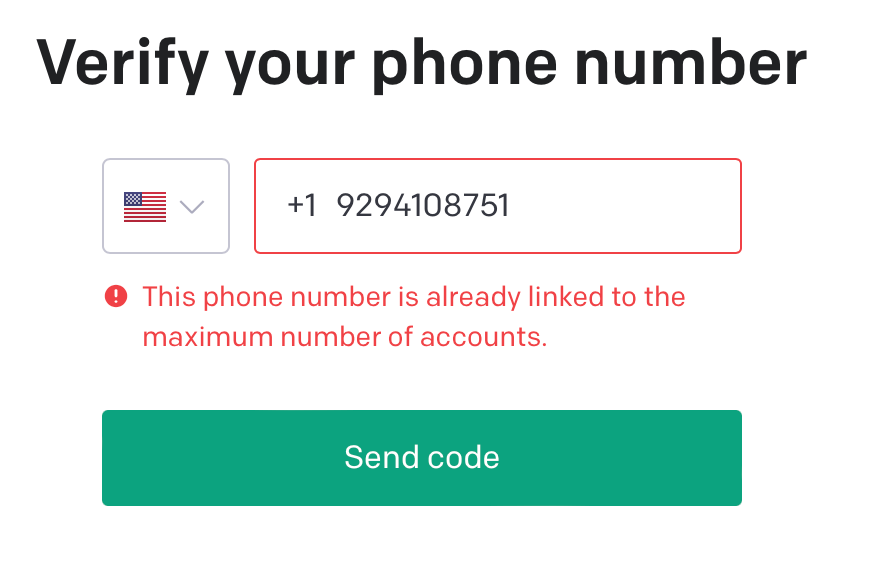 Verify your phone number
+1 9294108751
This phone number is already linked to the
maximum number of accounts.
Send code